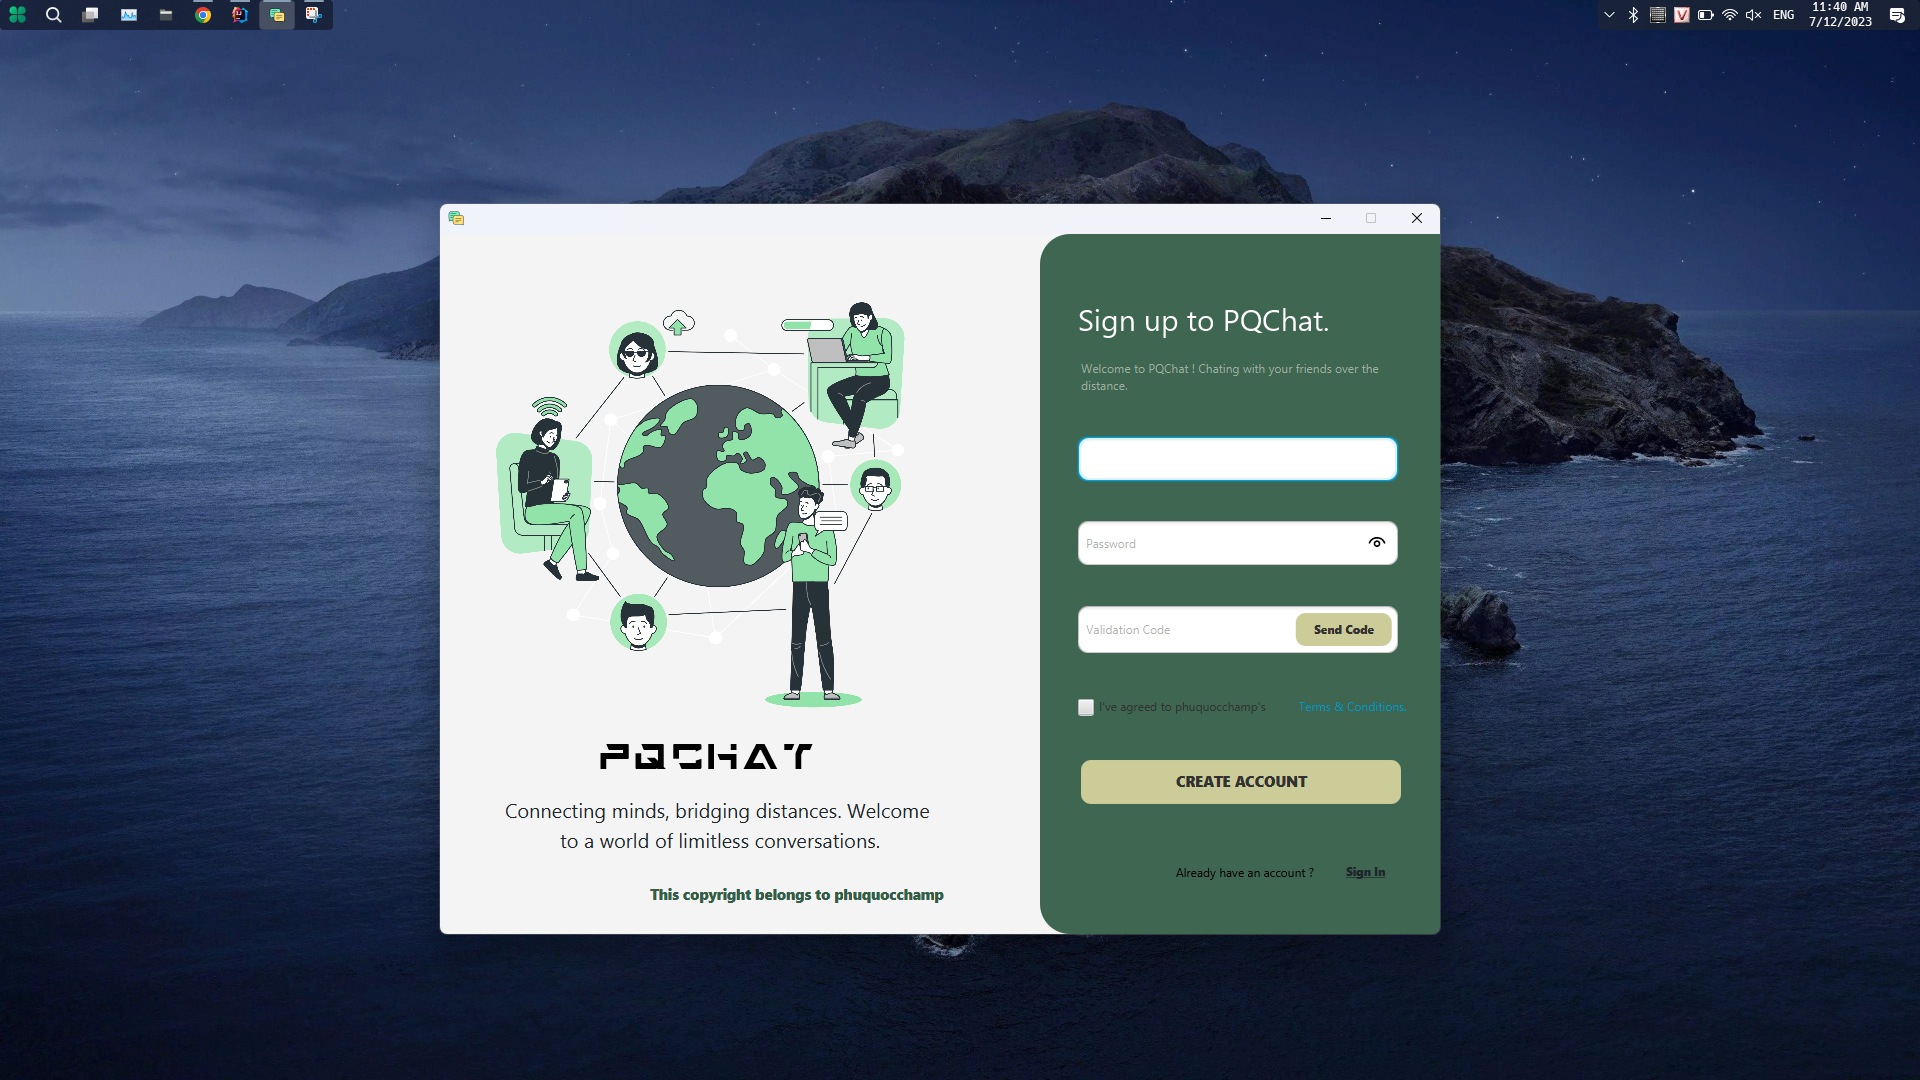 ENG
11:40 AM
7/12/2023
Sign up to PQChat.
Welcome to PQChat ! Chating with your friends over the
distance.
Password
Validation Code
Send Code
I've agreed to phuquocchamp's
Terms & Conditions.
CREATE ACCOUNT
Already have an account ?
Sign In
PQCHAT
Connecting minds, bridging distances. Welcome
to a world of limitless conversations.
This copyright belongs to phuquocchamp